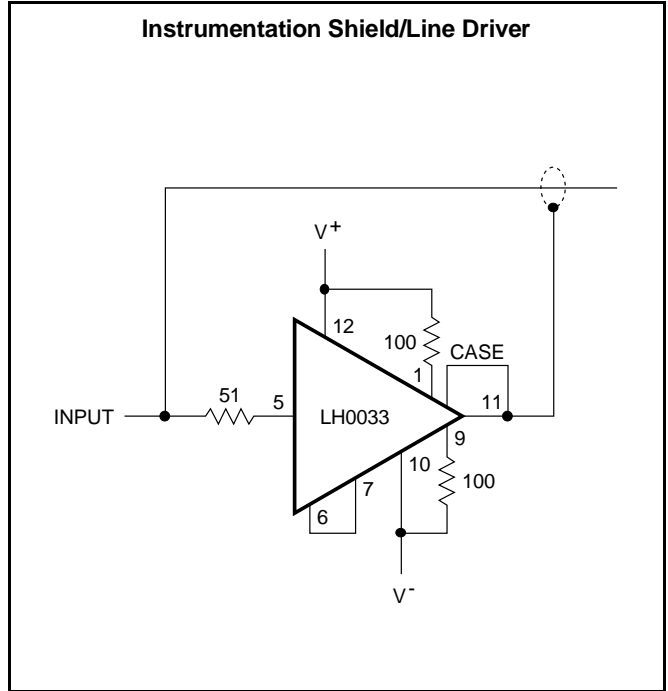 Instrumentation Shield/Line Driver
V+
12
100
CASE
1
51
11
INPUT
5
LH0033
9
10
100
7
6
V-